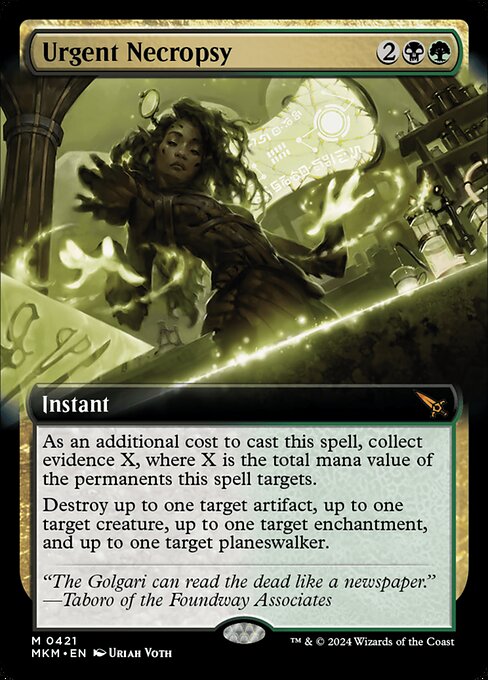 Urgent Necropsy 2
Instant
As an additional cost to cast this spell, collect
evidence X, where X is the total mana value of
the permanents this spell targets.
Destroy up to one target artifact, up to one
target creature, up to one target enchantment,
and up to one target planeswalker.
“The Golgari can read the dead like a newspaper.”
—Taboro of the Foundway Associates
M 0421
MKM • EN Uriah Voth
™ & © 2024 Wizards of the Coast